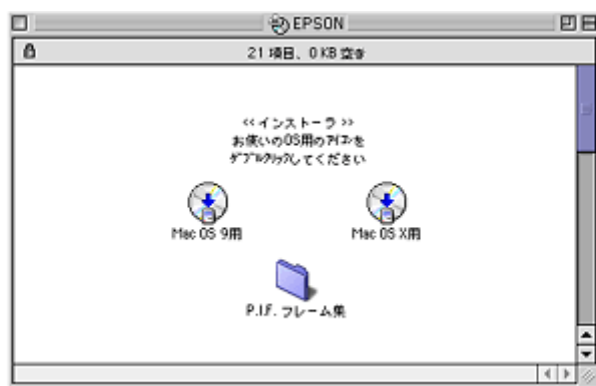 EPSON
21 項目、0 KB 空き
<< インストーラ >>
お使いのOS用のｱｲｺﾝを
ﾀﾞﾌﾞﾙｸﾘｯｸしてください
Mac OS 9用
Mac OS X用
P.I.F. フレーム集